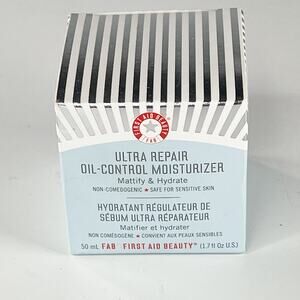 FIRST AID BEAUTY
FAB
ULTRA REPAIR
OIL-CONTROL MOISTURIZER
Mattify & Hydrate
NON-COMEDOGENIC ★ SAFE FOR SENSITIVE SKIN
HYDRATANT RÉGULATEUR DE
SÉBUM ULTRA RÉPARATEUR
Matifier et hydrater
NON COMÉDOGÈNE ★ CONVIENT AUX PEAUX SENSIBLES
50 mL FAB FIRST AID BEAUTY® (1.7 fl Oz U.S.)